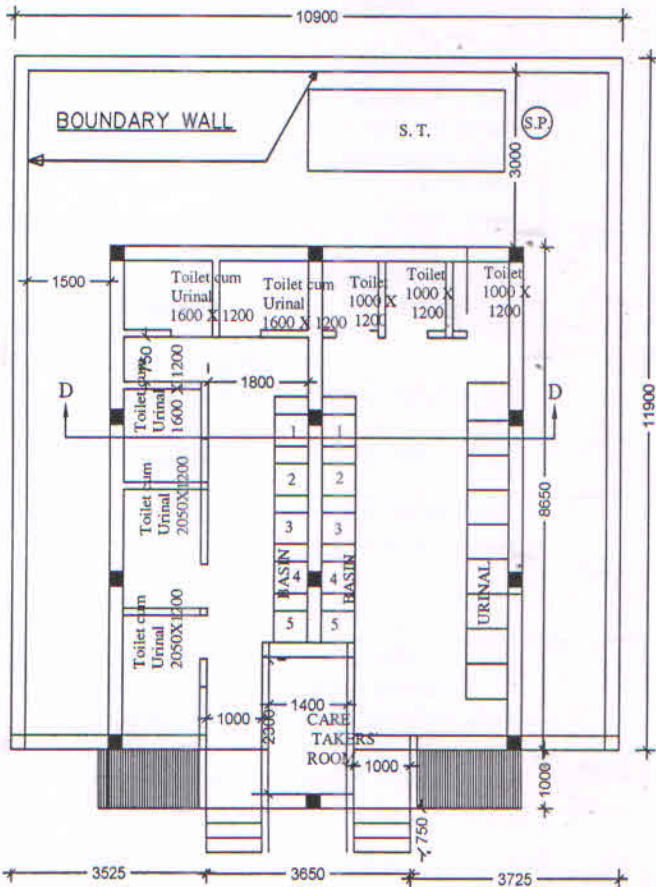 10900
BOUNDARY WALL
S. T.
S.P.
3000
1500
Toilet cum
Urinal
1600 X 1200
Toilet cum
Urinal
1600 X 1200
Toilet
1000 X
1200
Toilet
1000 X
1200
Toilet
1000 X
1200
750
1800
D
D
Toilet cum
Urinal
1600 X 1200
1
2
3
4
5
BASIN
1
2
3
4
5
BASIN
Toilet cum
Urinal
2050X1200
Toilet cum
Urinal
2050X1200
URINAL
8650
11900
1000
1400
CARE
TAKERS'
ROOM
1000
1000
750
3525
3650
3725